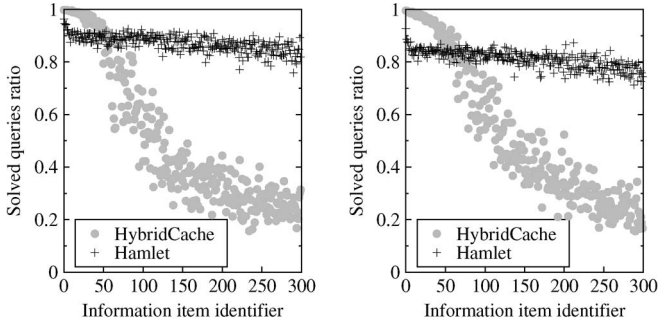 1
0.8
0.6
0.4
0.2
0
Solved queries ratio
HybridCache
Hamlet
0 50 100 150 200 250 300
Information item identifier
1
0.8
0.6
0.4
0.2
0
Solved queries ratio
HybridCache
Hamlet
0 50 100 150 200 250 300
Information item identifier